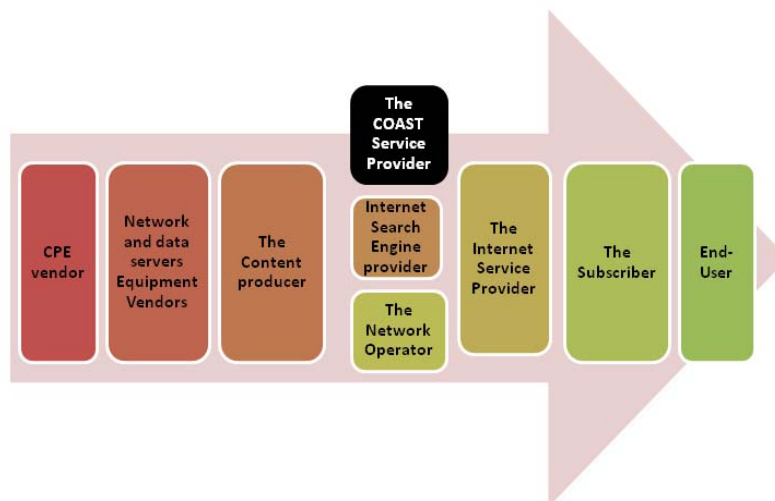 CPE
vendor
Network
and data
servers
Equipment
Vendors
The
Content
producer
The
COAST
Service
Provider
Internet
Search
Engine
provider
The
Network
Operator
The
Internet
Service
Provider
The
Subscriber
End-
User